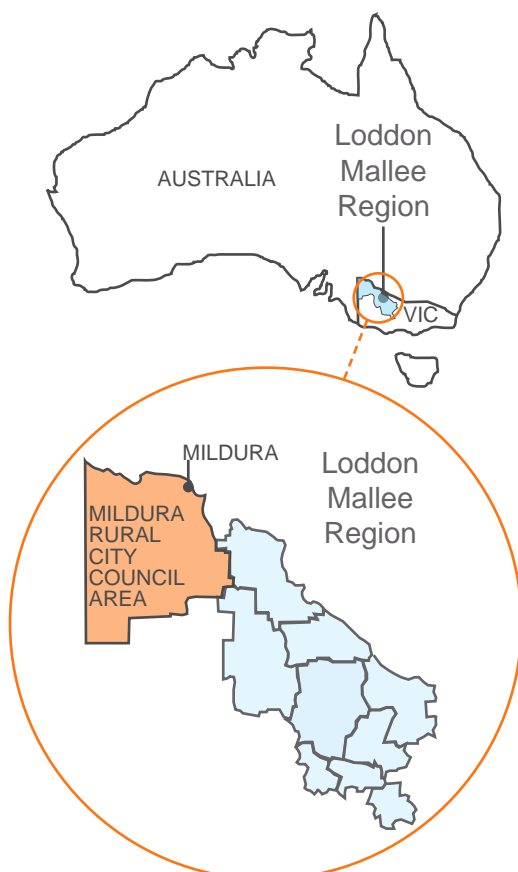 Loddon
Mallee
Region
AUSTRALIA
VIC
MILDURA
Loddon
Mallee
Region
MILDURA
RURAL
CITY
COUNCIL
AREA